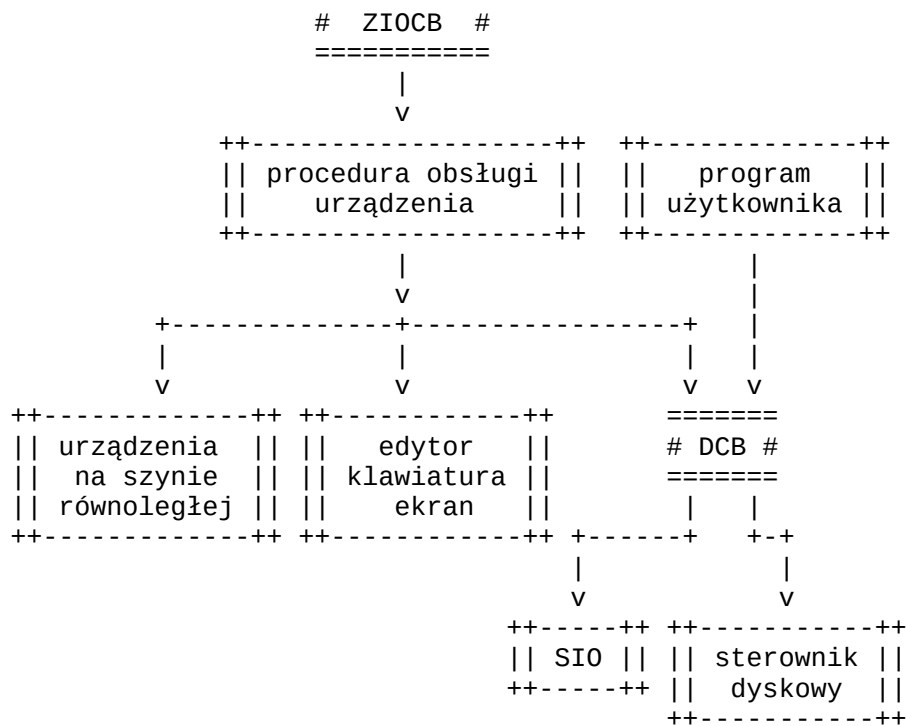 # ZIOCB #
procedura obsługi
urządzenia
program
użytkownika
urządzenia
na szynie
równoległej
edytor
klawiatura
ekran
# DCB #
SIO
sterownik
dyskowy